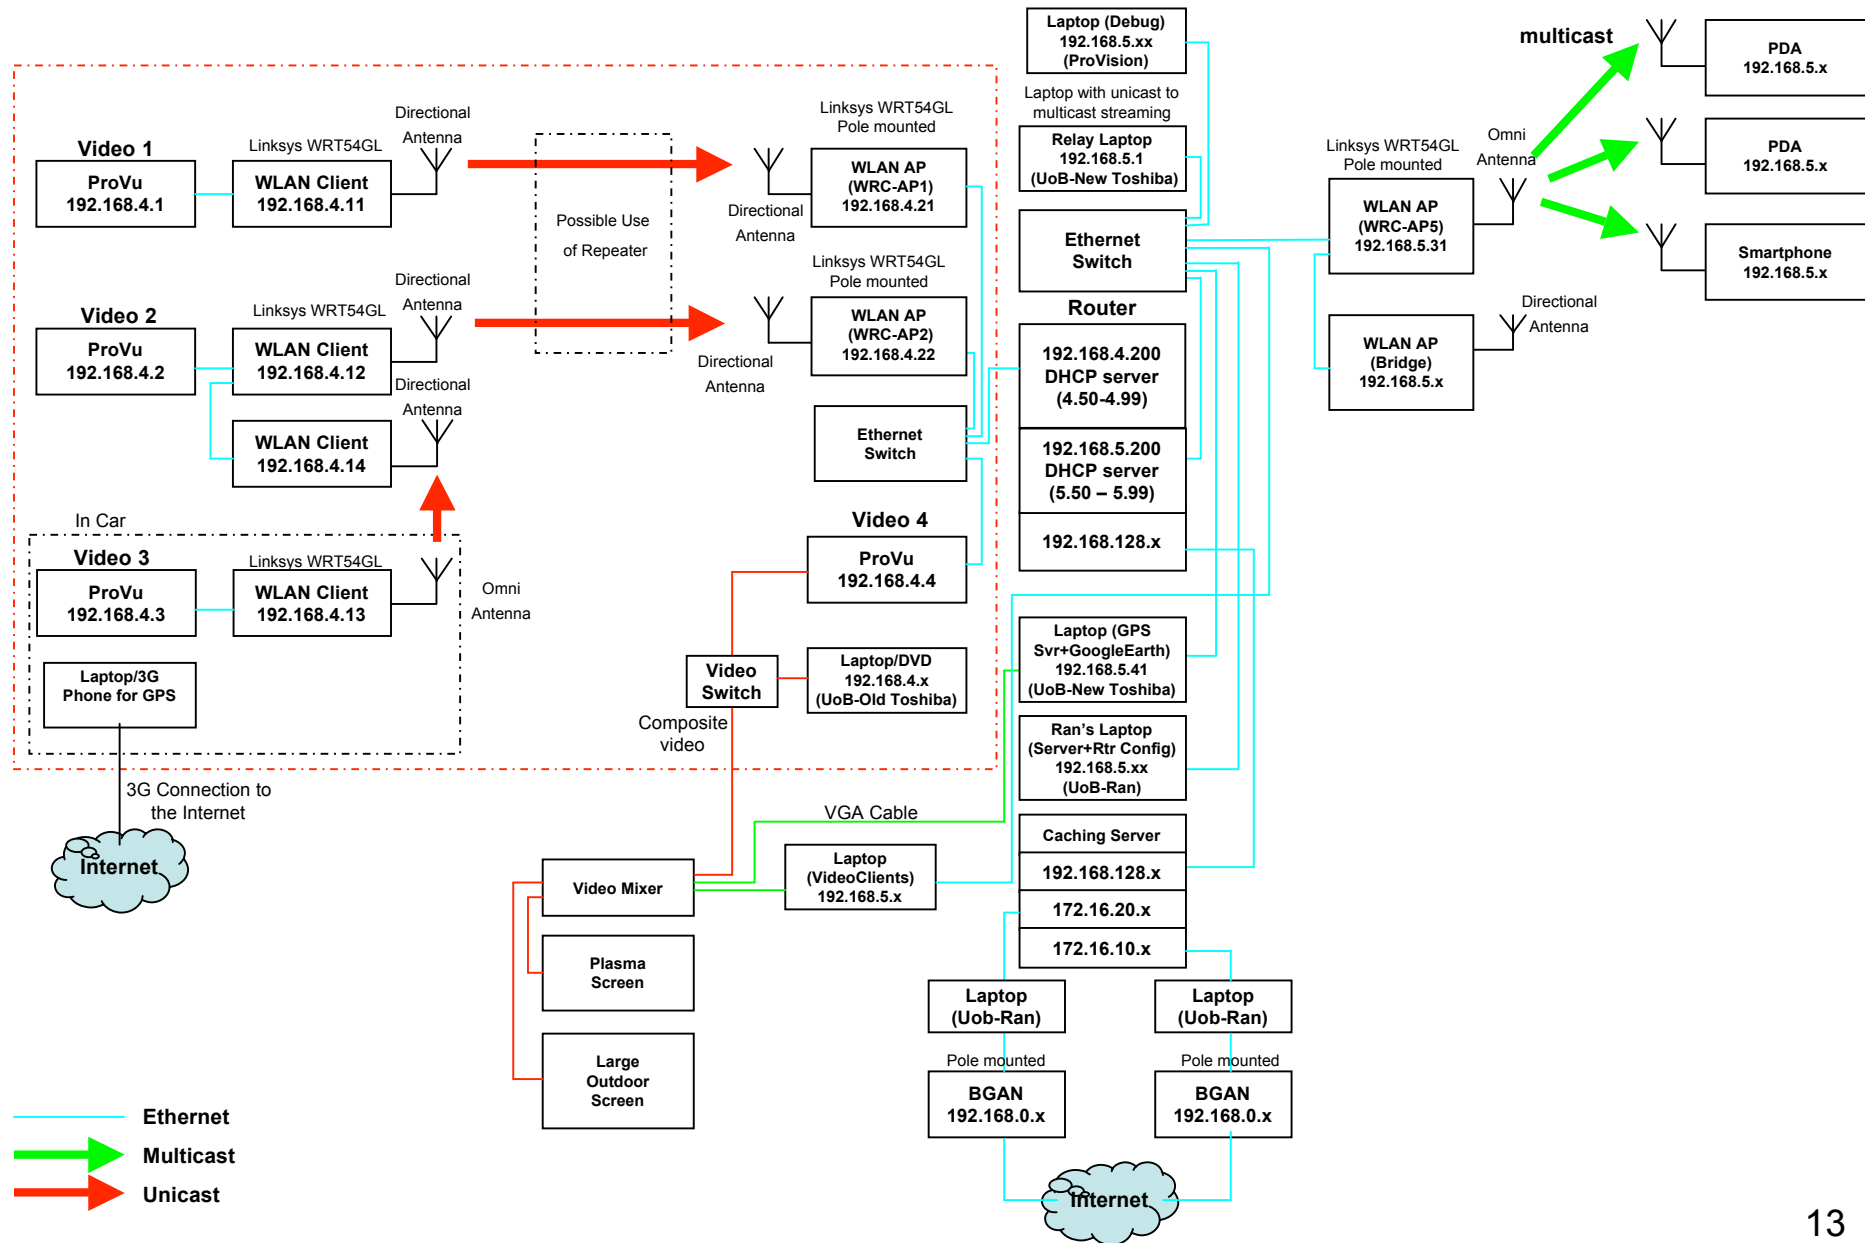 Laptop (Debug)
192.168.5.xx
(ProVision)
multicast
PDA
192.168.5.x
Laptop with unicast to
multicast streaming
Relay Laptop
192.168.5.1
(UoB-New Toshiba)
Directional
Antenna
Linksys WRT54GL
Pole mounted
Video 1
Linksys WRT54GL
ProVu
192.168.4.1
WLAN Client
192.168.4.11
WLAN AP
(WRC-AP1)
192.168.4.21
Directional
Antenna
Possible Use
of Repeater
Ethernet
Switch
Linksys WRT54GL
Pole mounted
Omni
Antenna
WLAN AP
(WRC-AP5)
192.168.5.31
PDA
192.168.5.x
Smartphone
192.168.5.x
Directional
Antenna
Linksys WRT54GL
Pole mounted
Video 2
Linksys WRT54GL
ProVu
192.168.4.2
WLAN Client
192.168.4.12
Directional
Antenna
WLAN AP
(WRC-AP2)
192.168.4.22
Directional
Antenna
Router
192.168.4.200
DHCP server
(4.50-4.99)
192.168.5.200
DHCP server
(5.50 – 5.99)
192.168.128.x
WLAN AP
(Bridge)
192.168.5.x
Directional
Antenna
WLAN Client
192.168.4.14
Ethernet
Switch
In Car
Video 3
Linksys WRT54GL
ProVu
192.168.4.3
WLAN Client
192.168.4.13
Omni
Antenna
Video 4
ProVu
192.168.4.4
Laptop/3G
Phone for GPS
Video
Switch
Laptop/DVD
192.168.4.x
(UoB-Old Toshiba)
Composite
video
Laptop (GPS
Svr+GoogleEarth)
192.168.5.41
(UoB-New Toshiba)
Ran's Laptop
(Server+Rtr Config)
192.168.5.xx
(UoB-Ran)
3G Connection to
the Internet
Internet
VGA Cable
Video Mixer
Laptop
(VideoClients)
192.168.5.x
Caching Server
192.168.128.x
172.16.20.x
172.16.10.x
Plasma
Screen
Large
Outdoor
Screen
Laptop
(Uob-Ran)
Laptop
(Uob-Ran)
Pole mounted
BGAN
192.168.0.x
Pole mounted
BGAN
192.168.0.x
Internet
Ethernet
Multicast
Unicast
13